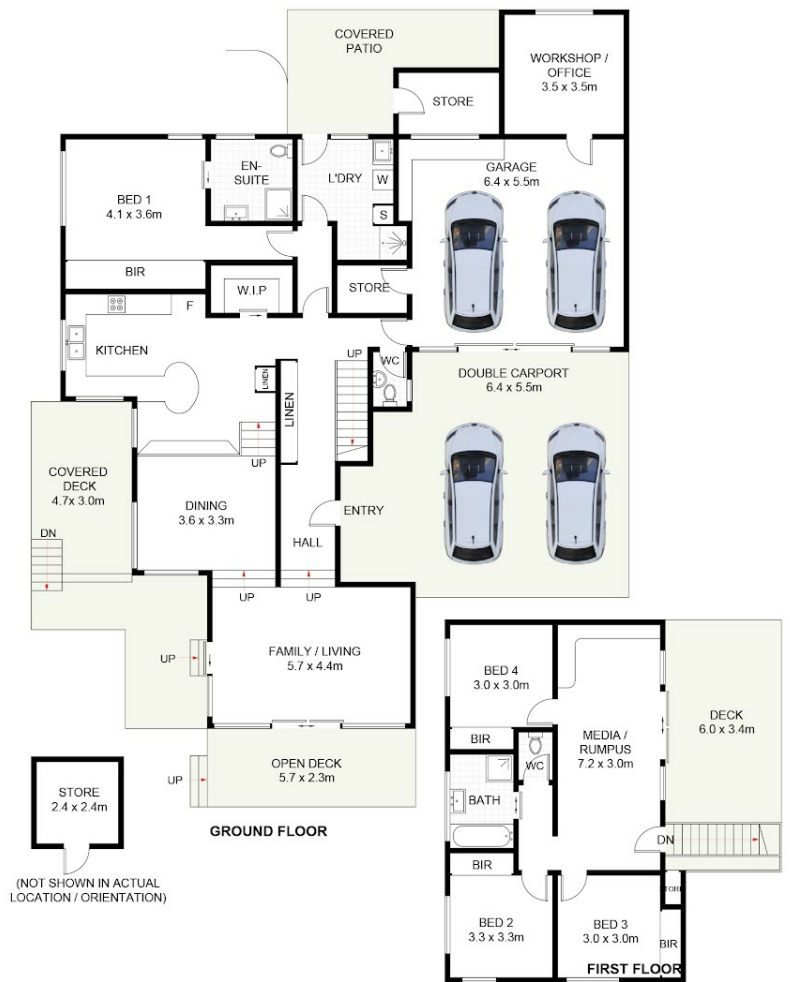 COVERED
PATIO
WORKSHOP /
OFFICE
3.5 x 3.5m
STORE
EN-
SUITE
L'DRY
W
S
GARAGE
6.4 x 5.5m
BED 1
4.1 x 3.6m
BIR
W.I.P
STORE
F
KITCHEN
LINEN
LINEN
UP
WC
DOUBLE CARPORT
6.4 x 5.5m
UP
COVERED
DECK
4.7x 3.0m
DN
DINING
3.6 x 3.3m
ENTRY
HALL
UP
UP
UP
FAMILY / LIVING
5.7 x 4.4m
UP
OPEN DECK
5.7 x 2.3m
GROUND FLOOR
STORE
2.4 x 2.4m
(NOT SHOWN IN ACTUAL
LOCATION / ORIENTATION)
BED 4
3.0 x 3.0m
BIR
WC
MEDIA /
RUMPUS
7.2 x 3.0m
DECK
6.0 x 3.4m
BATH
DN
BIR
BED 2
3.3 x 3.3m
BED 3
3.0 x 3.0m
BIR
FIRST FLOOR